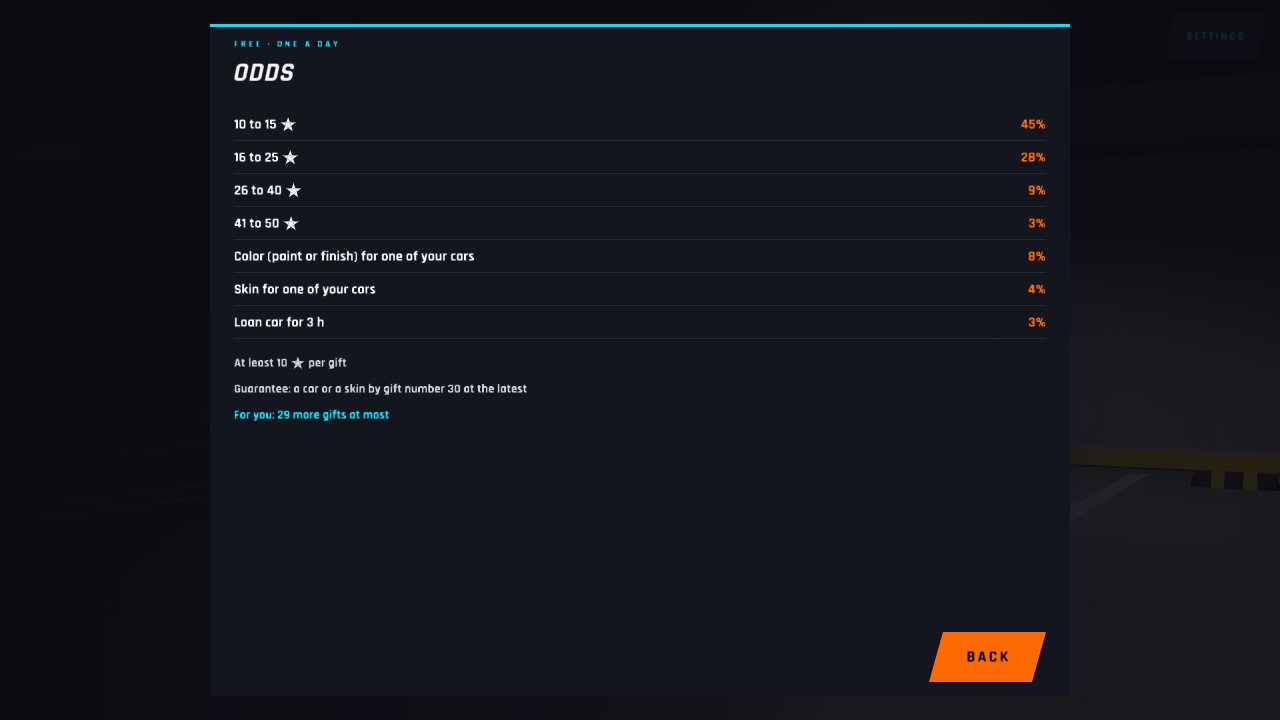 FREE · ONE A DAY
SETTINGS
ODDS
10 to 15 ★ 45%
16 to 25 ★ 28%
26 to 40 ★ 9%
41 to 50 ★ 3%
Color (paint or finish) for one of your cars 8%
Skin for one of your cars 4%
Loan car for 3 h 3%
At least 10 ★ per gift
Guarantee: a car or a skin by gift number 30 at the latest
For you: 29 more gifts at most
BACK